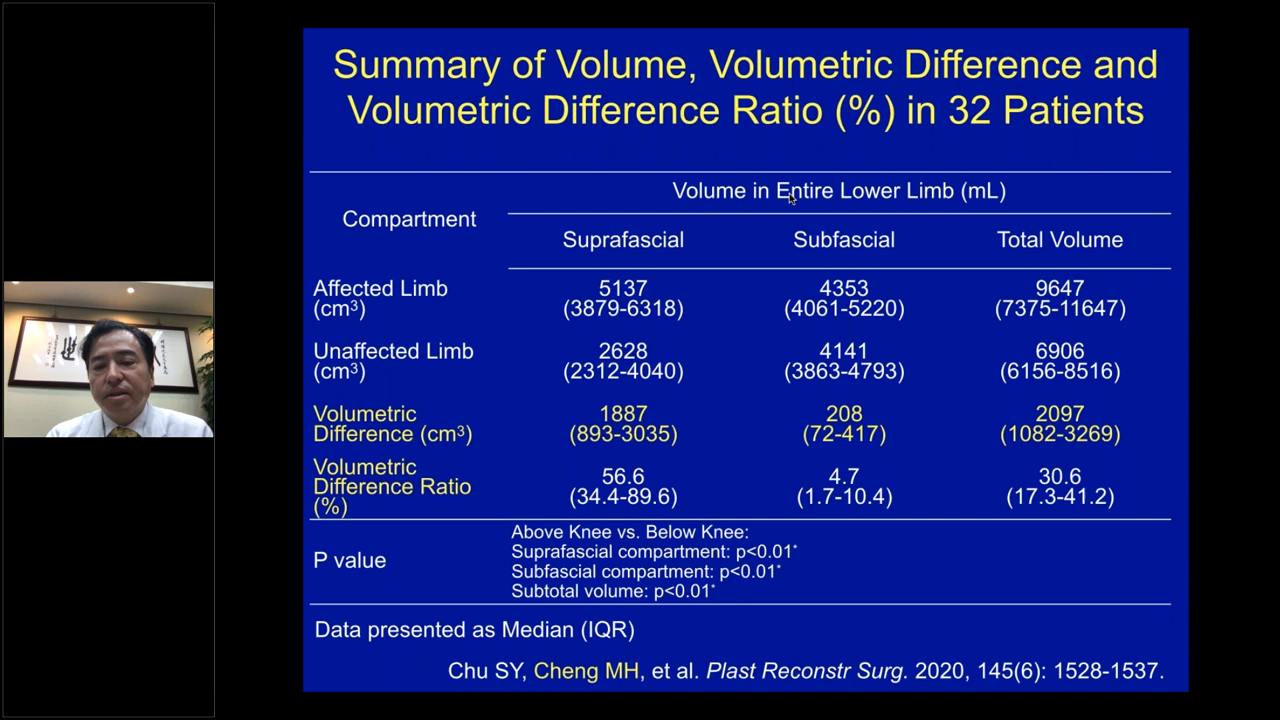 Summary of Volume, Volumetric Difference and
Volumetric Difference Ratio (%) in 32 Patients
Compartment
Volume in Entire Lower Limb (mL)
Suprafascial Subfascial Total Volume
Affected Limb (cm³) 5137 (3879-6318) 4353 (4061-5220) 9647 (7375-11647)
Unaffected Limb (cm³) 2628 (2312-4040) 4141 (3863-4793) 6906 (6156-8516)
Volumetric Difference (cm³) 1887 (893-3035) 208 (72-417) 2097 (1082-3269)
Volumetric Difference Ratio (%) 56.6 (34.4-89.6) 4.7 (1.7-10.4) 30.6 (17.3-41.2)
P value
Above Knee vs. Below Knee:
Suprafascial compartment: p<0.01*
Subfascial compartment: p<0.01*
Subtotal volume: p<0.01*
Data presented as Median (IQR)
Chu SY, Cheng MH, et al. Plast Reconstr Surg. 2020, 145(6): 1528-1537.